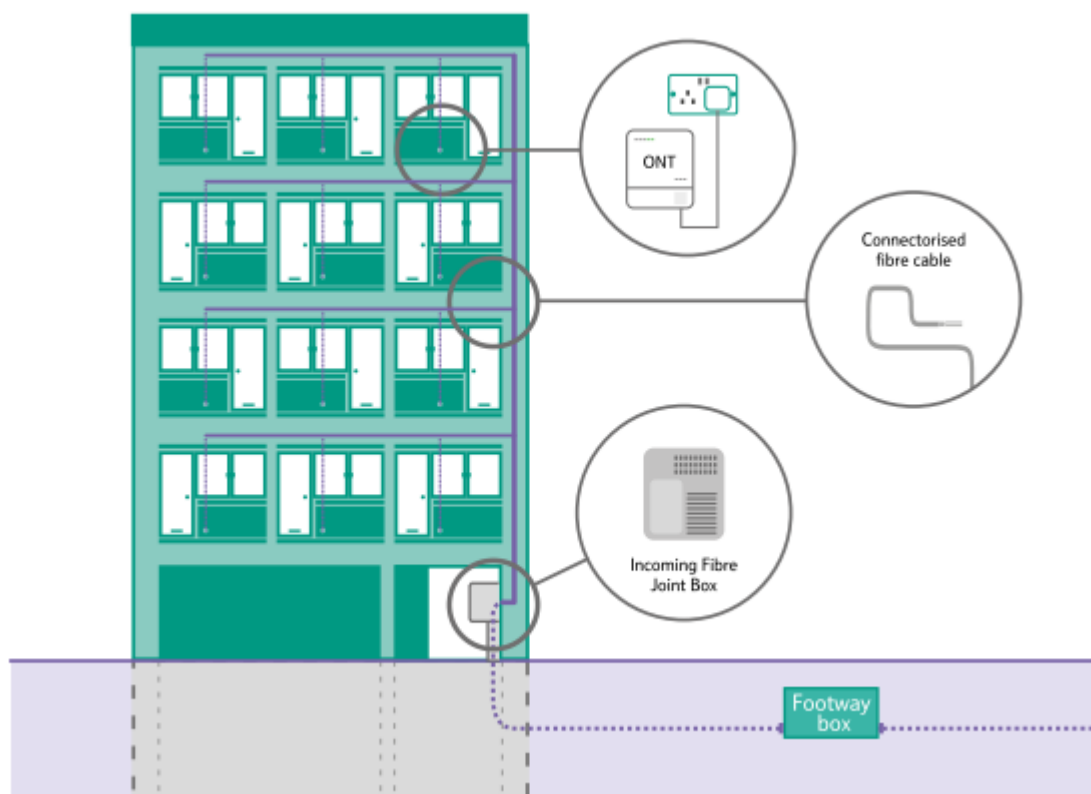 ONT
Connectorised
fibre cable
Incoming Fibre
Joint Box
Footway
box